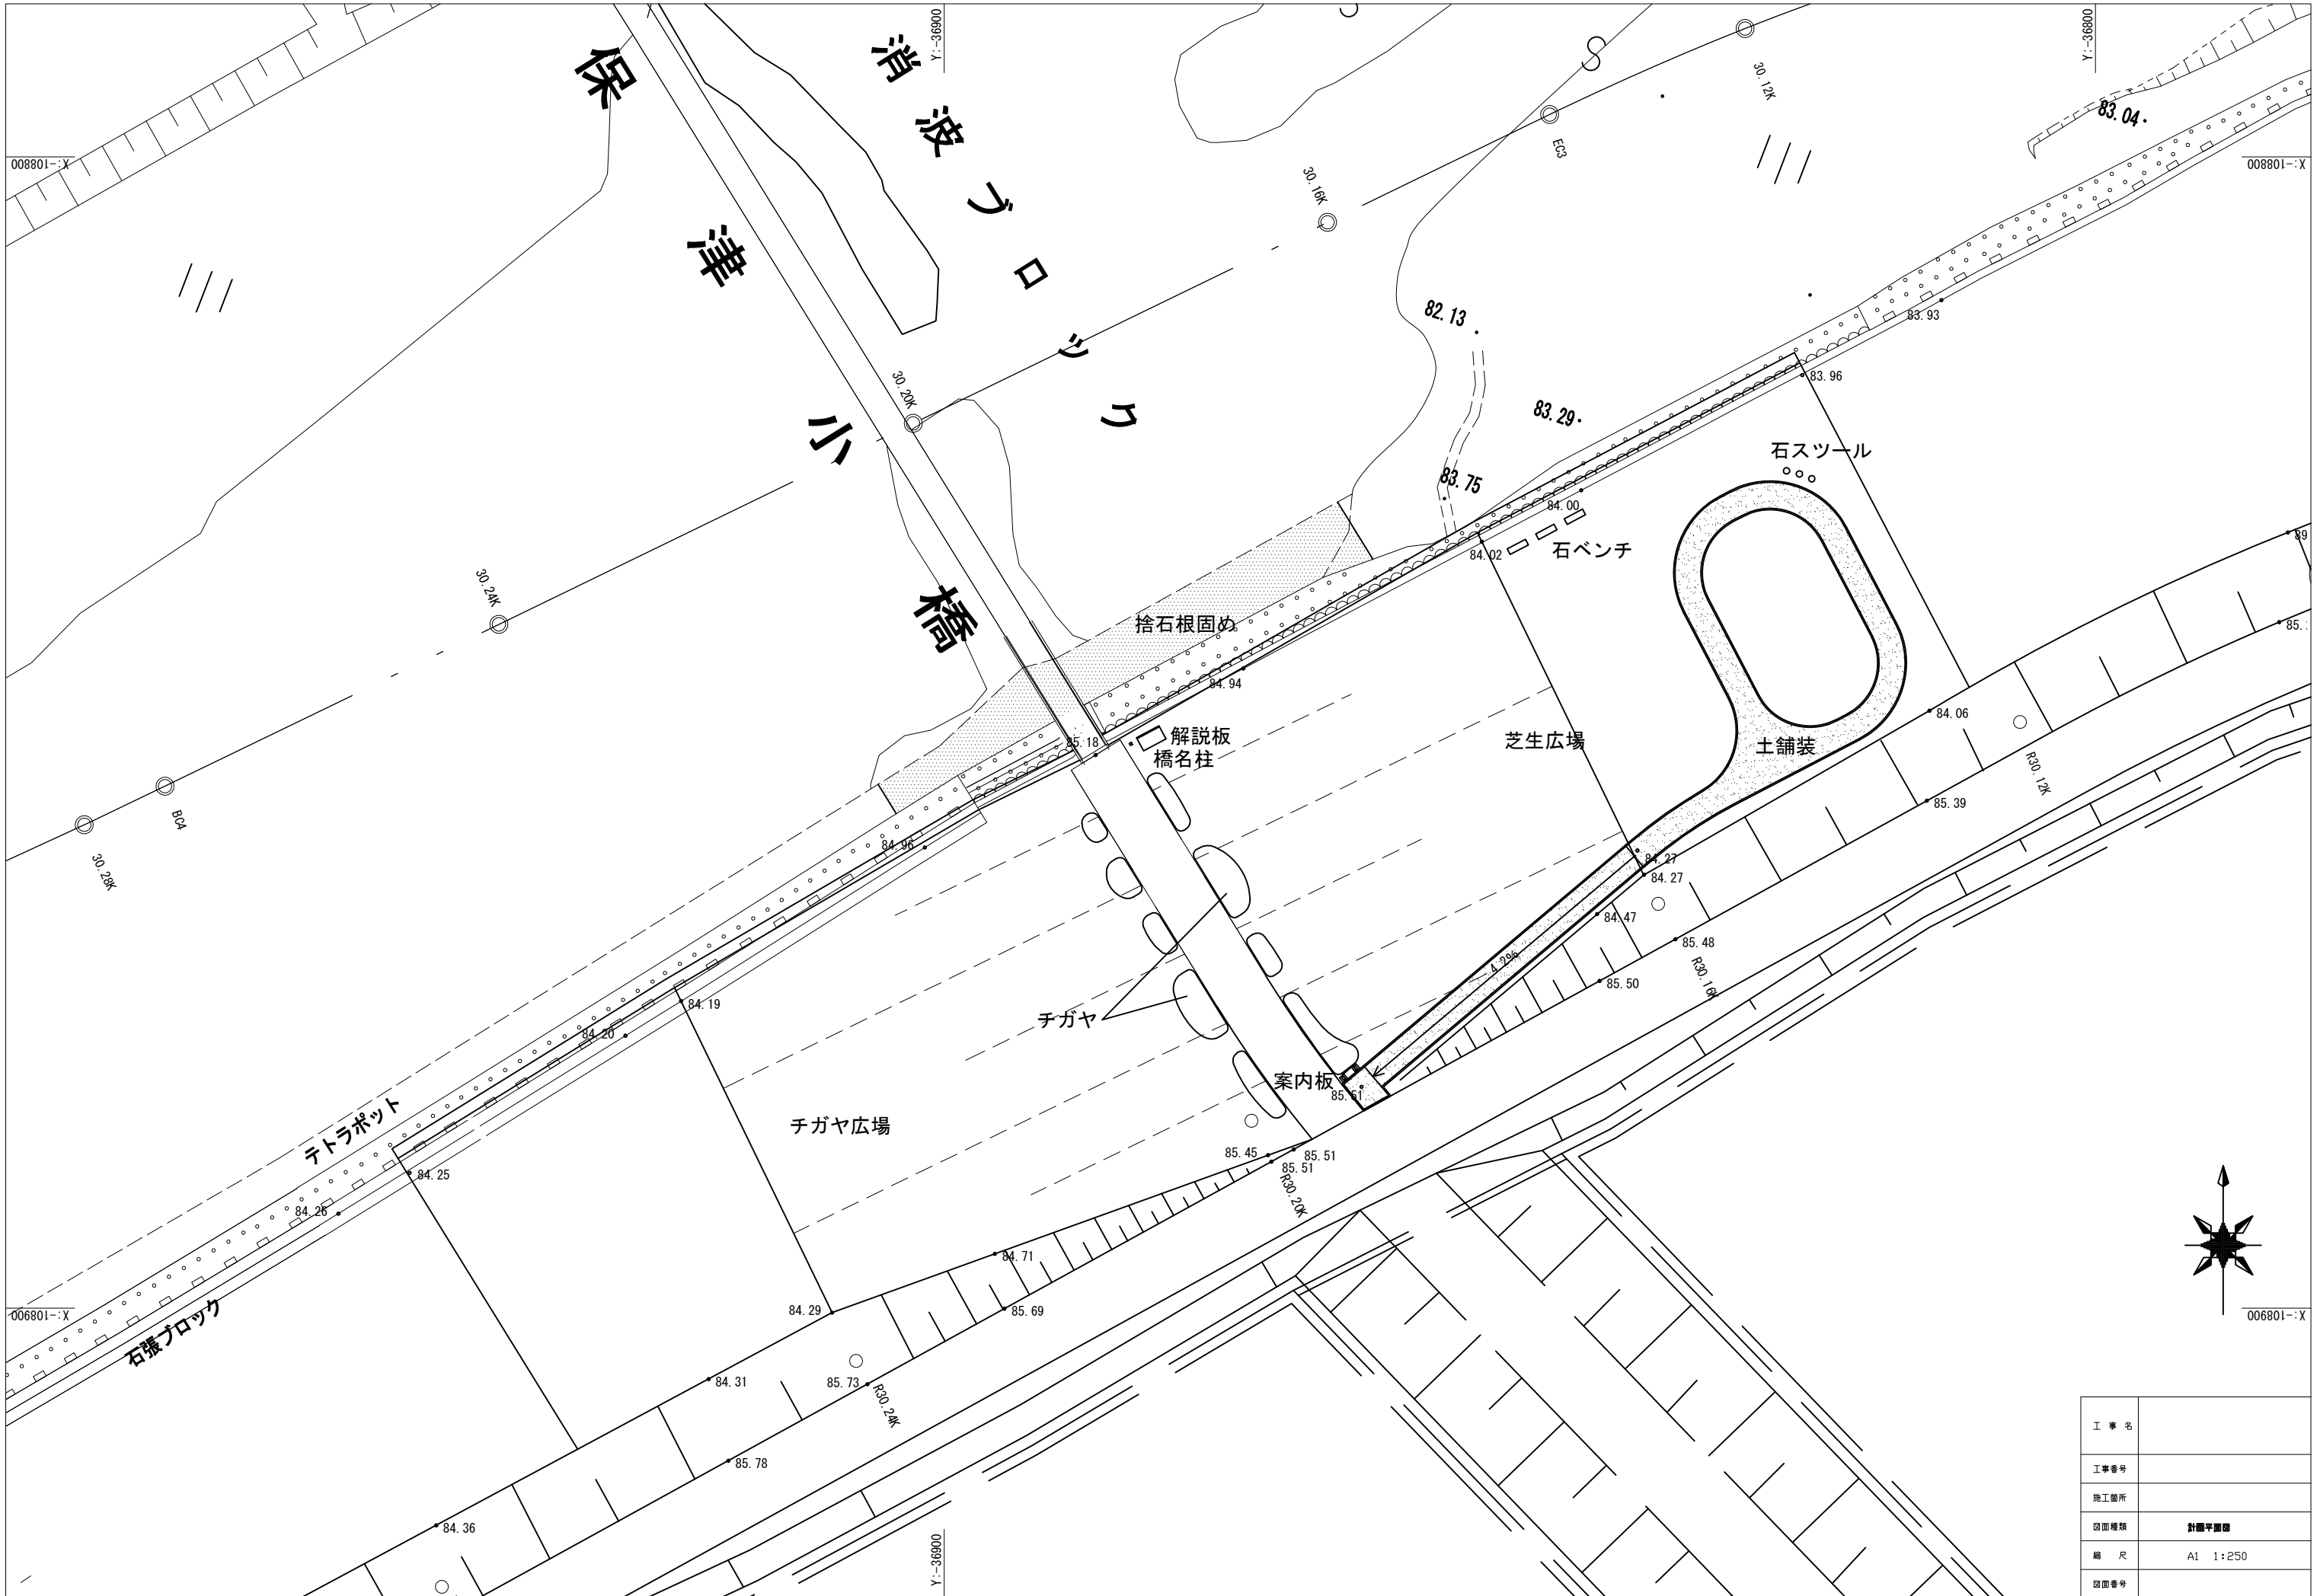 Y:-36900
Y:-36800
X:-108800
X:-108800
保津小橋
消波ブロック
30.12K
EC3
30.16K
83.04
82.13
83.29
83.75
83.93
83.96
30.20K
石スツール
84.00
84.02
石ベンチ
30.24K
捨石根固め
84.94
85.18
解説板
橋名柱
芝生広場
土舗装
84.06
89
85.
R30.12K
85.39
BC4
30.28K
84.96
84.27
84.27
84.47
85.48
R30.16K
85.50
4.2%
84.19
84.20
チガヤ
案内板
85.51
チガヤ広場
テトラポット
84.25
84.26
85.45
85.51
85.51
R30.20K
84.71
84.29
85.69
石張ブロック
X:-108900
X:-108900
84.31
85.73
R30.24K
85.78
84.36
Y:-36900
工事名
工事番号
施工箇所
図面種類 計画平面図
縮尺 A1 1:250
図面番号